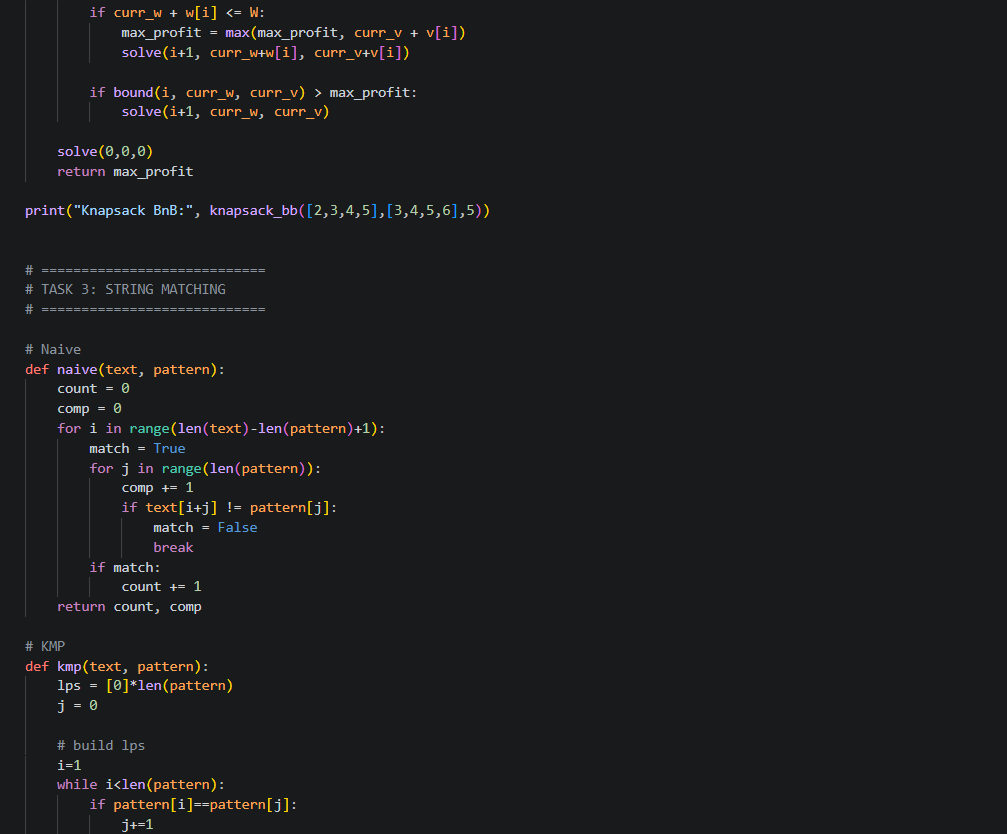 if curr_w + w[i] <= W:
max_profit = max(max_profit, curr_v + v[i])
solve(i+1, curr_w+w[i], curr_v+v[i])
if bound(i, curr_w, curr_v) > max_profit:
solve(i+1, curr_w, curr_v)
solve(0,0,0)
return max_profit
print("Knapsack BnB:", knapsack_bb([2,3,4,5],[3,4,5,6],5))
# ============================
# TASK 3: STRING MATCHING
# ============================
# Naive
def naive(text, pattern):
count = 0
comp = 0
for i in range(len(text)-len(pattern)+1):
match = True
for j in range(len(pattern)):
comp += 1
if text[i+j] != pattern[j]:
match = False
break
if match:
count += 1
return count, comp
# KMP
def kmp(text, pattern):
lps = [0]*len(pattern)
j = 0
# build lps
i=1
while i<len(pattern):
if pattern[i]==pattern[j]:
j+=1